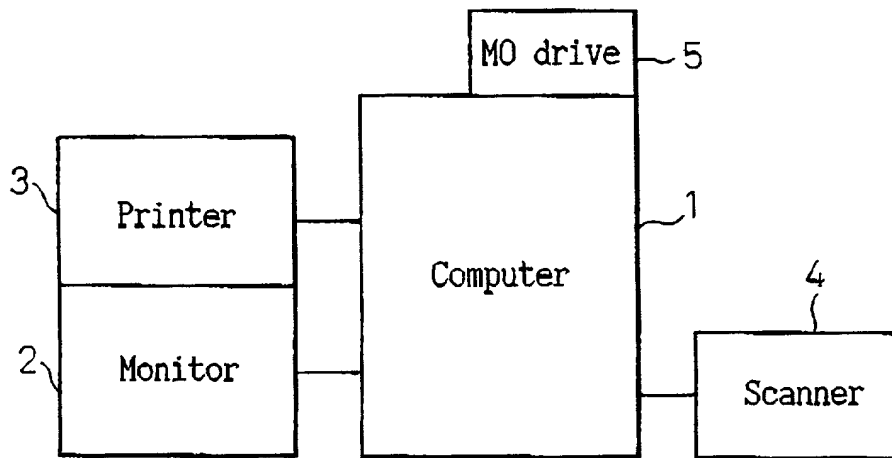 MO drive
5
3
Printer
1
Computer
4
2
Monitor
Scanner